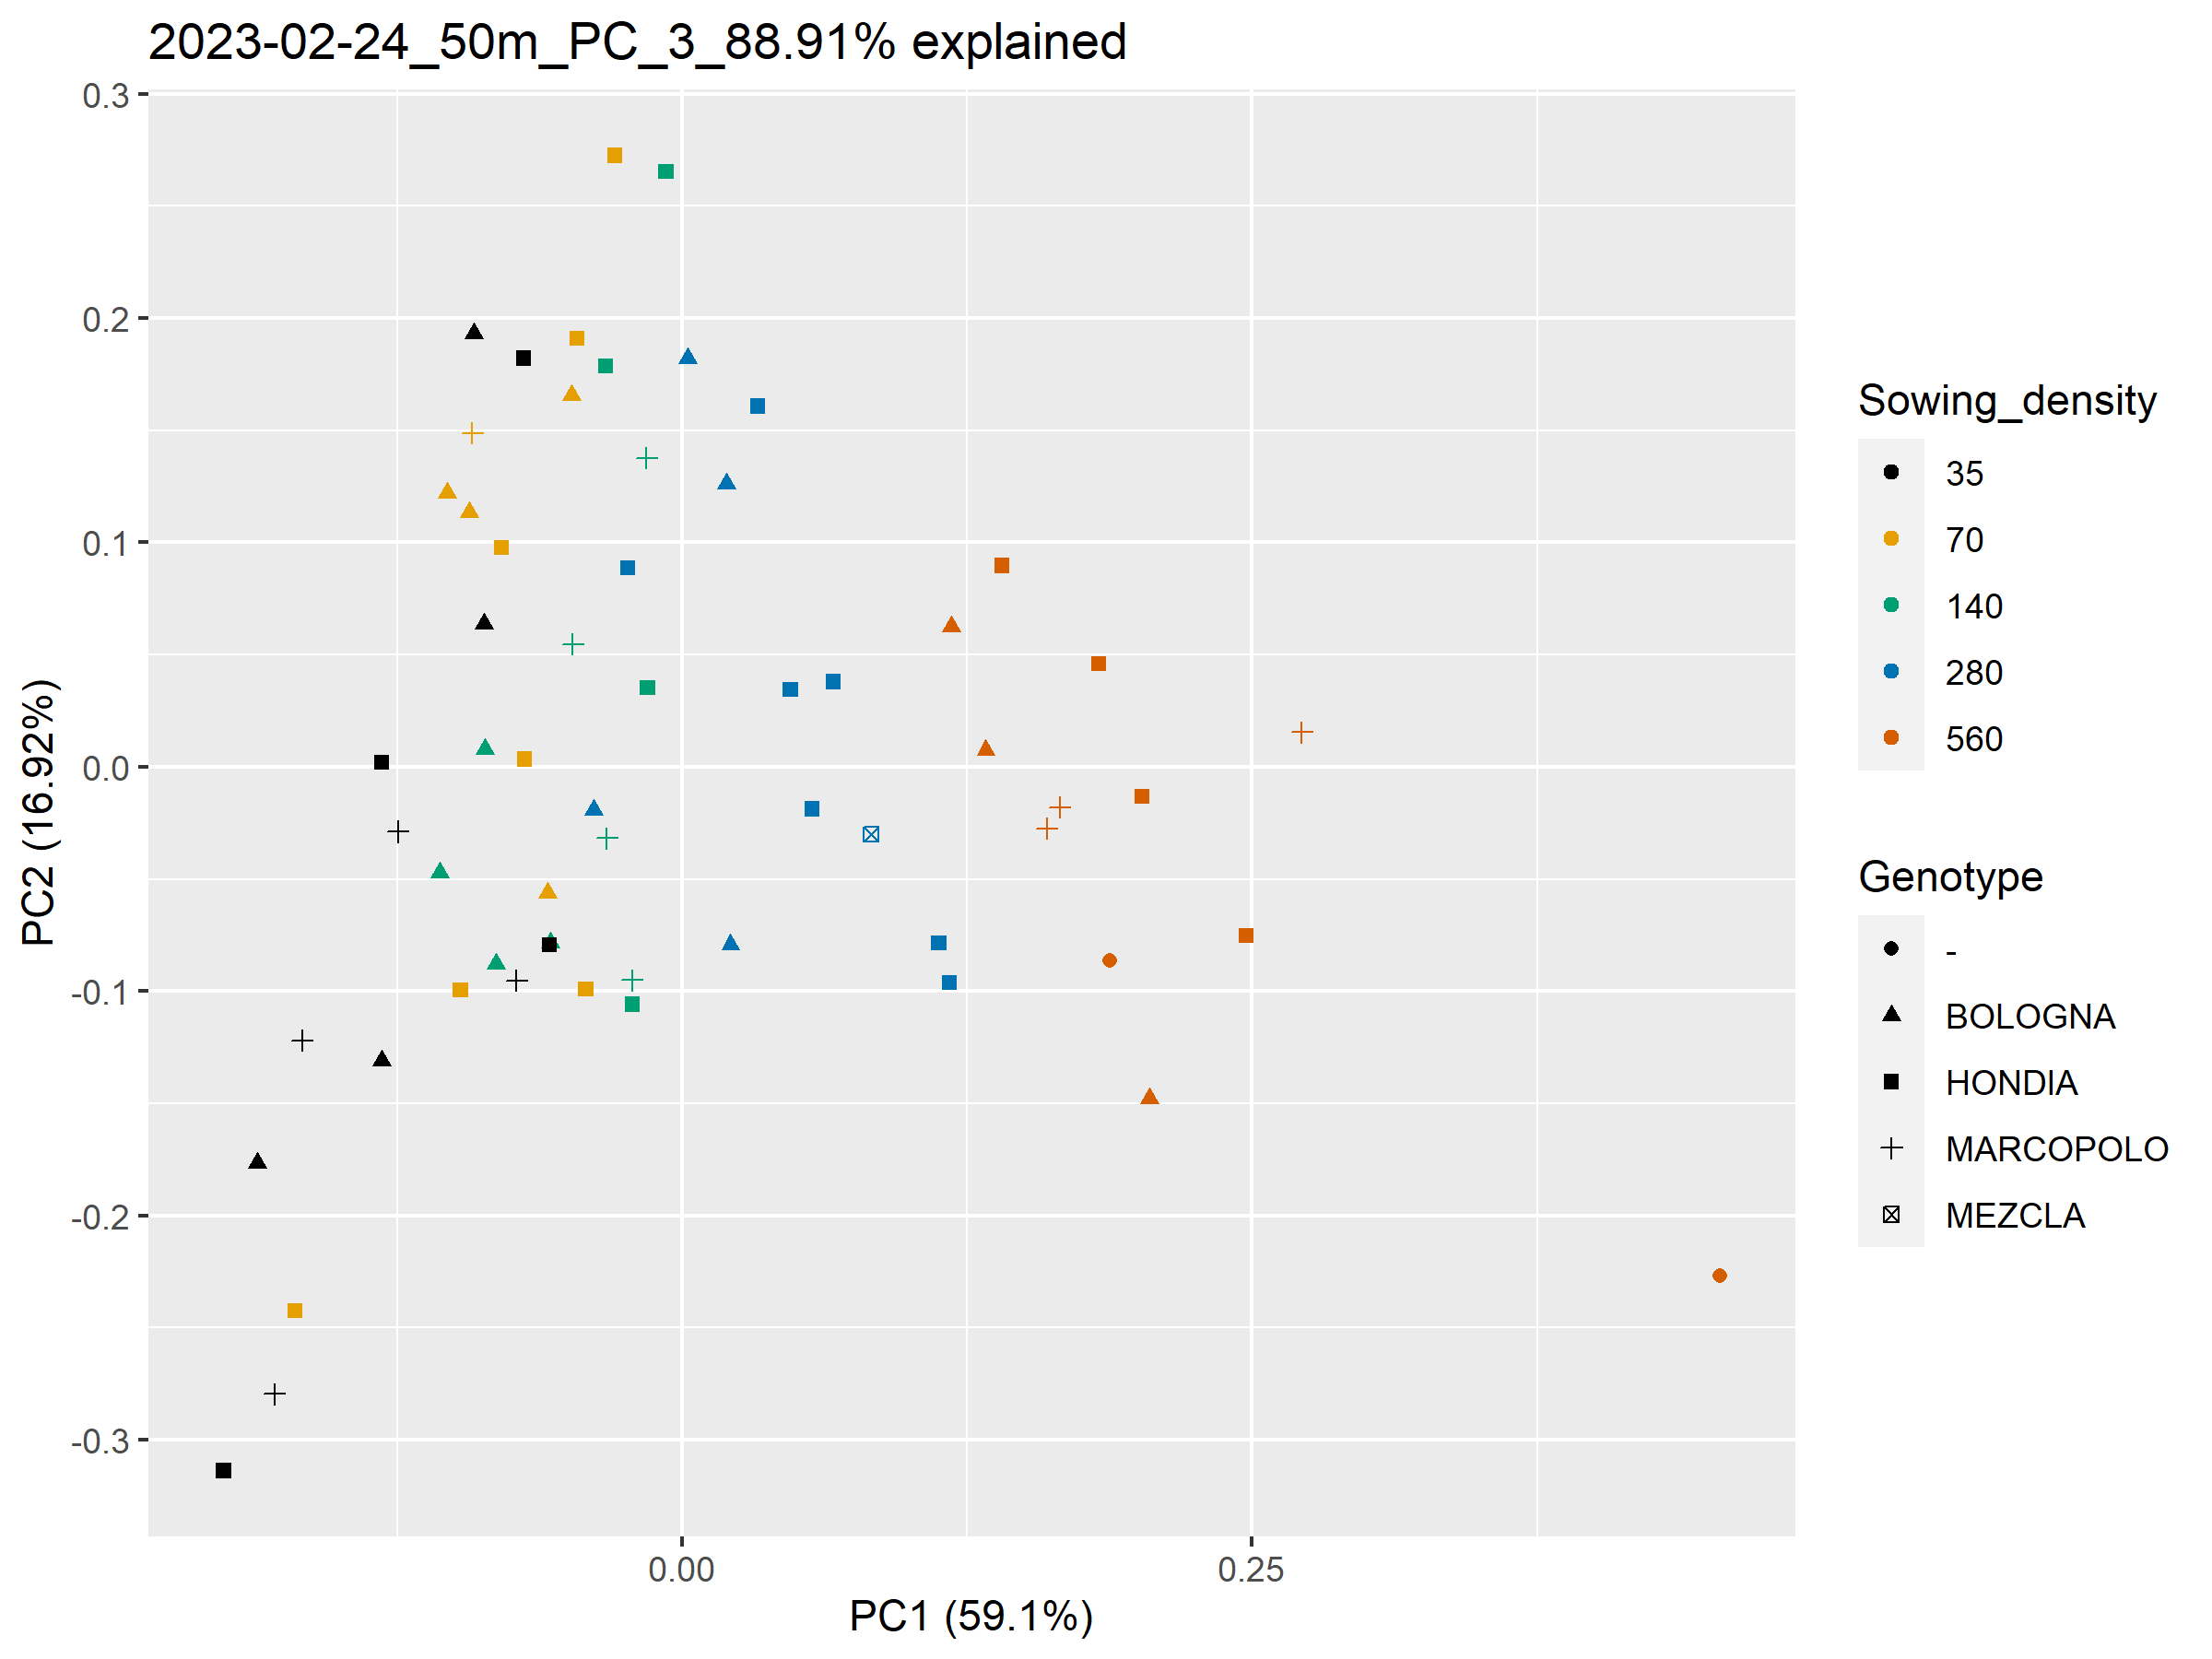 2023-02-24_50m_PC_3_88.91% explained
0.3
0.2
0.1
0.0
-0.1
-0.2
-0.3
PC2 (16.92%)
0.00
0.25
PC1 (59.1%)
Sowing_density
35
70
140
280
560
Genotype
-
BOLOGNA
HONDIA
MARCOPOLO
MEZCLA